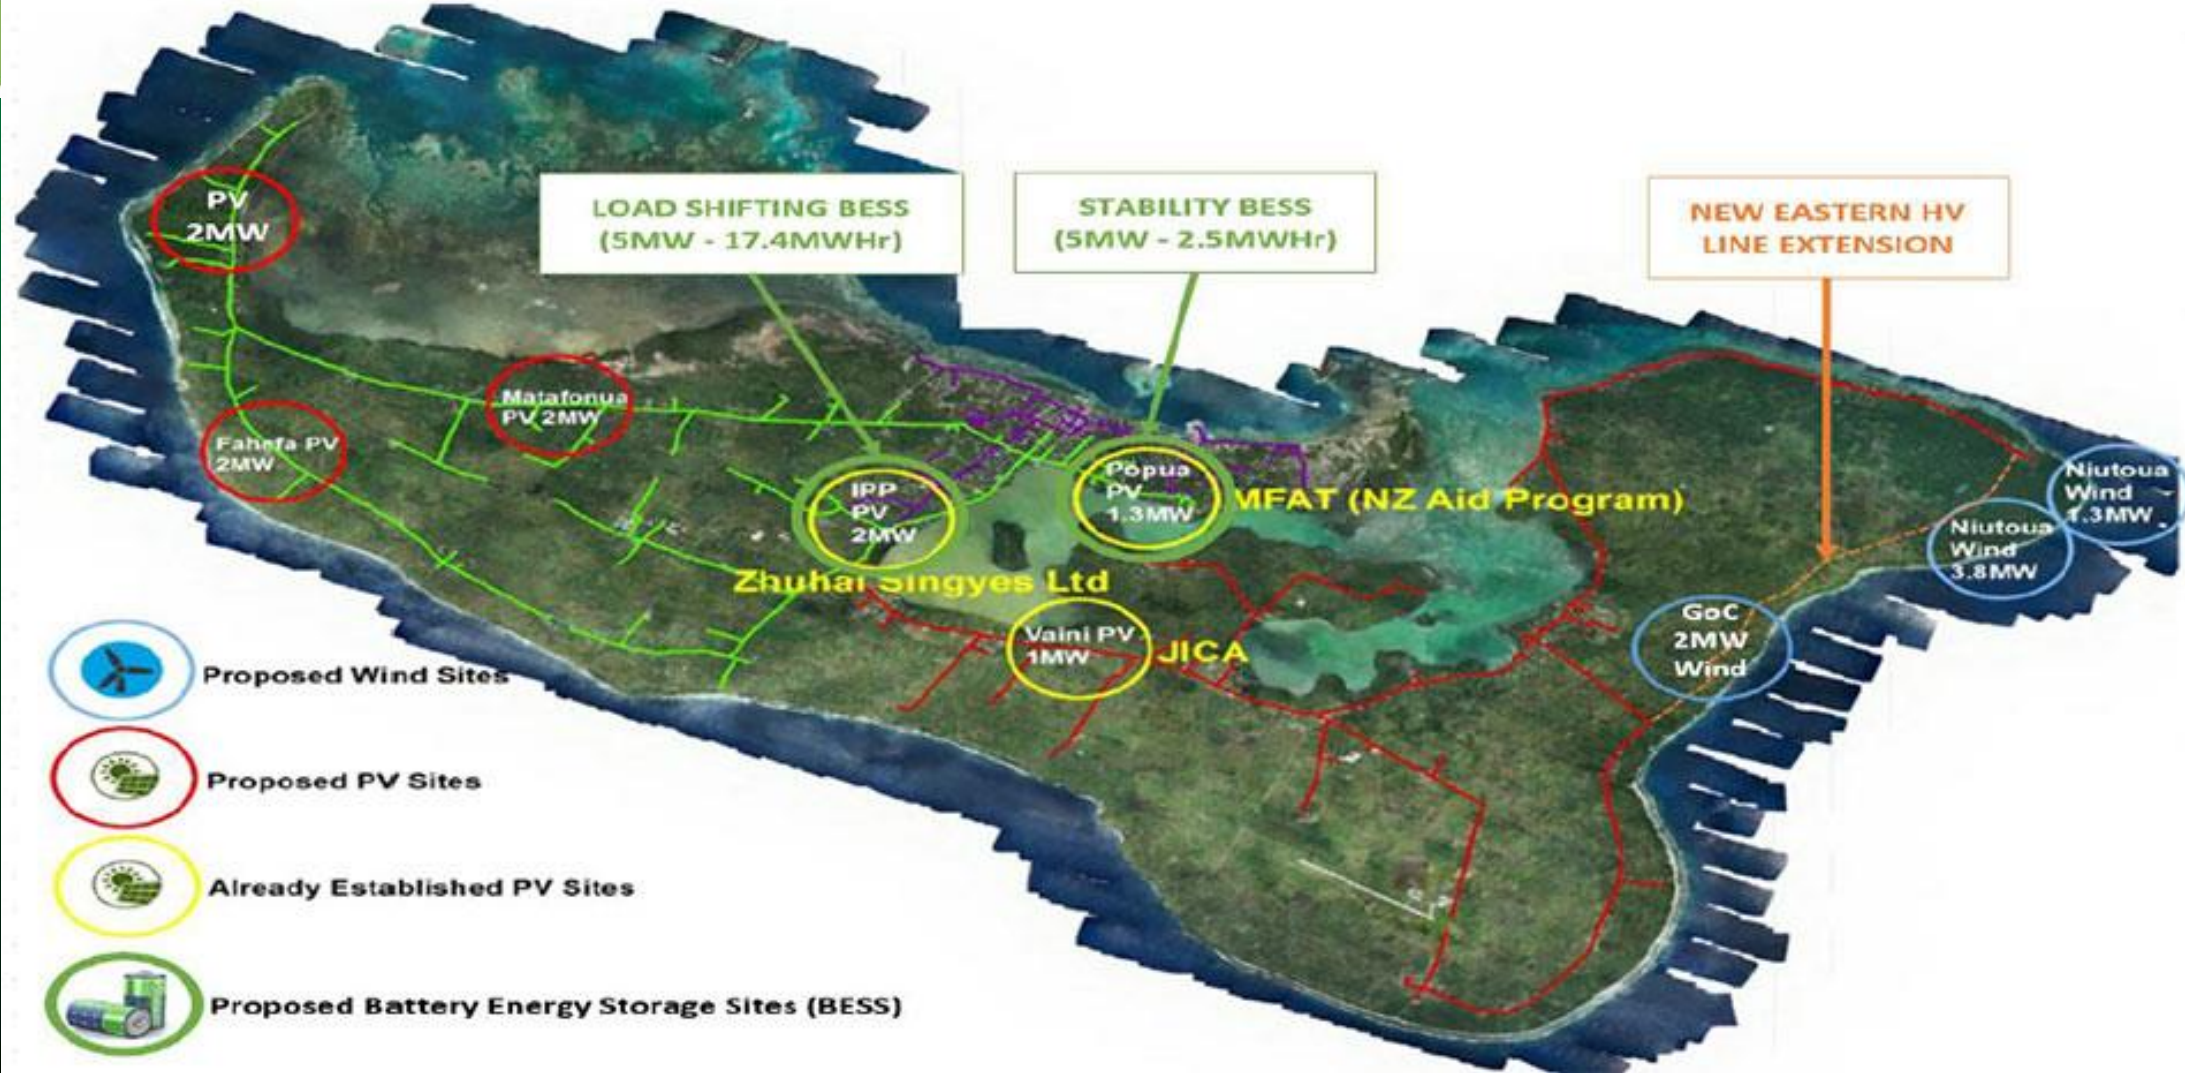 PV
2MW
LOAD SHIFTING BESS
(5MW - 17.4MWHr)
STABILITY BESS
(5MW - 2.5MWHr)
NEW EASTERN HV
LINE EXTENSION
Matafonua
PV 2MW
Fahefa PV
2MW
IPP
PV
2MW
Zhuhai Singyes Ltd
Popua
PV
1.3MW
MFAT (NZ Aid Program)
Niutoua
Wind
1.3MW
Niutoua
Wind
3.8MW
Vaini PV
1MW
JICA
GoC
2MW
Wind
Proposed Wind Sites
Proposed PV Sites
Already Established PV Sites
Proposed Battery Energy Storage Sites (BESS)